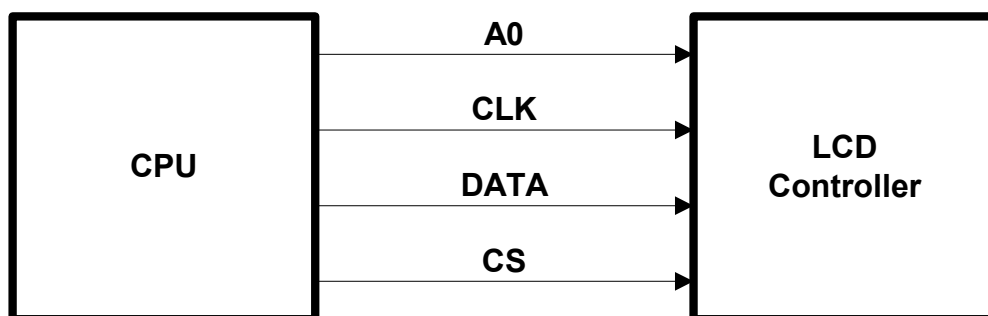 A0
CLK
CPU
DATA
CS
LCD
Controller